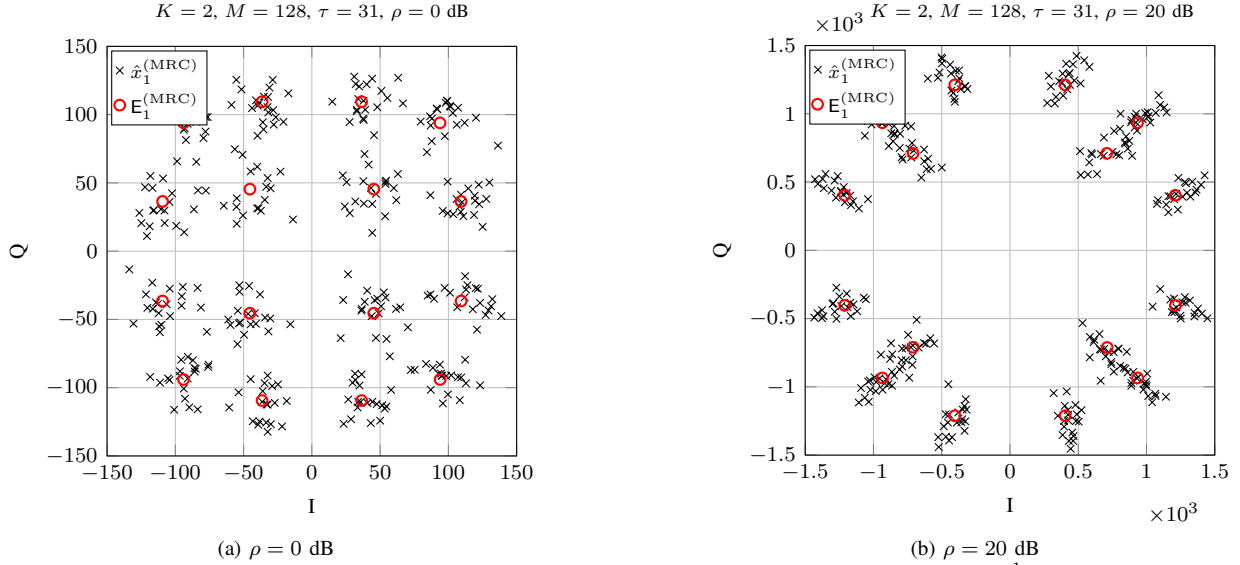 K = 2, M = 128, τ = 31, ρ = 0 dB
150
100
50
0
−50
−100
−150
−150 −100 −50 0 50 100 150
Q
I
x̂₁^(MRC)
E₁^(MRC)
(a) ρ = 0 dB
K = 2, M = 128, τ = 31, ρ = 20 dB
×10³
1.5
1
0.5
0
−0.5
−1
−1.5
−1.5 −1 −0.5 0 0.5 1 1.5
×10³
Q
I
x̂₁^(MRC)
E₁^(MRC)
(b) ρ = 20 dB